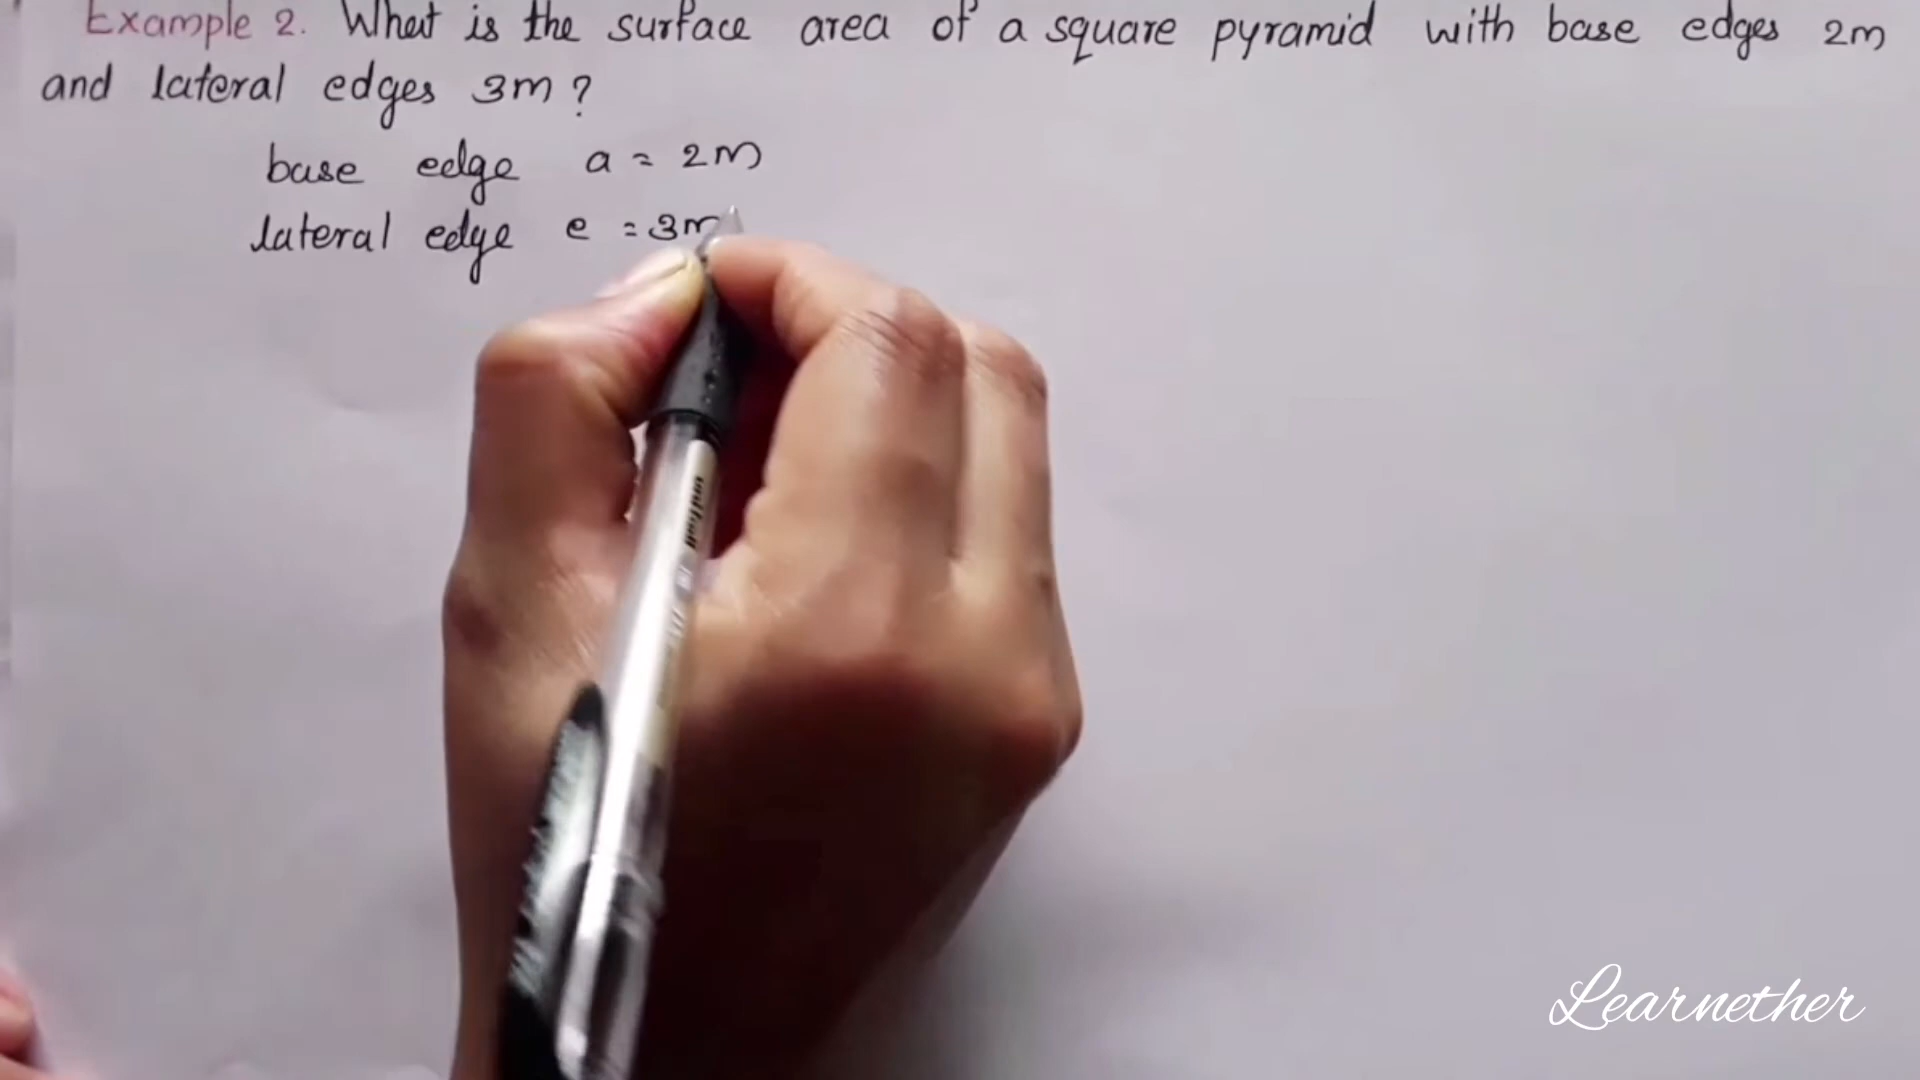 Example 2. What is the surface area of a square pyramid with base edges 2m
and lateral edges 3m?
base edge a = 2m
lateral edge e = 3m
Learnether